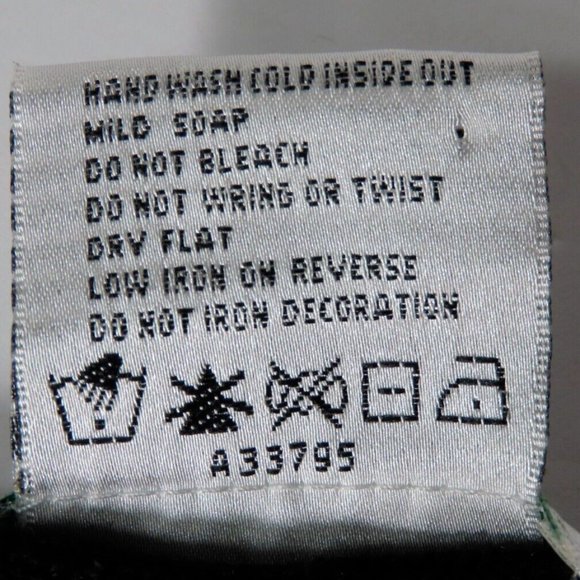 HAND WASH COLD INSIDE OUT
MILD SOAP
DO NOT BLEACH
DO NOT WRING OR TWIST
DRY FLAT
LOW IRON ON REVERSE
DO NOT IRON DECORATION
A33795